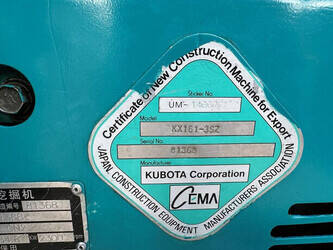 Certificate of New Construction Machine for Export
Sticker No.
UM-
Model
KX161-3SZ
Serial No.
81368
KUBOTA Corporation
CEMA
JAPAN CONSTRUCTION EQUIPMENT MANUFACTURERS ASSOCIATION
挖掘机
81368